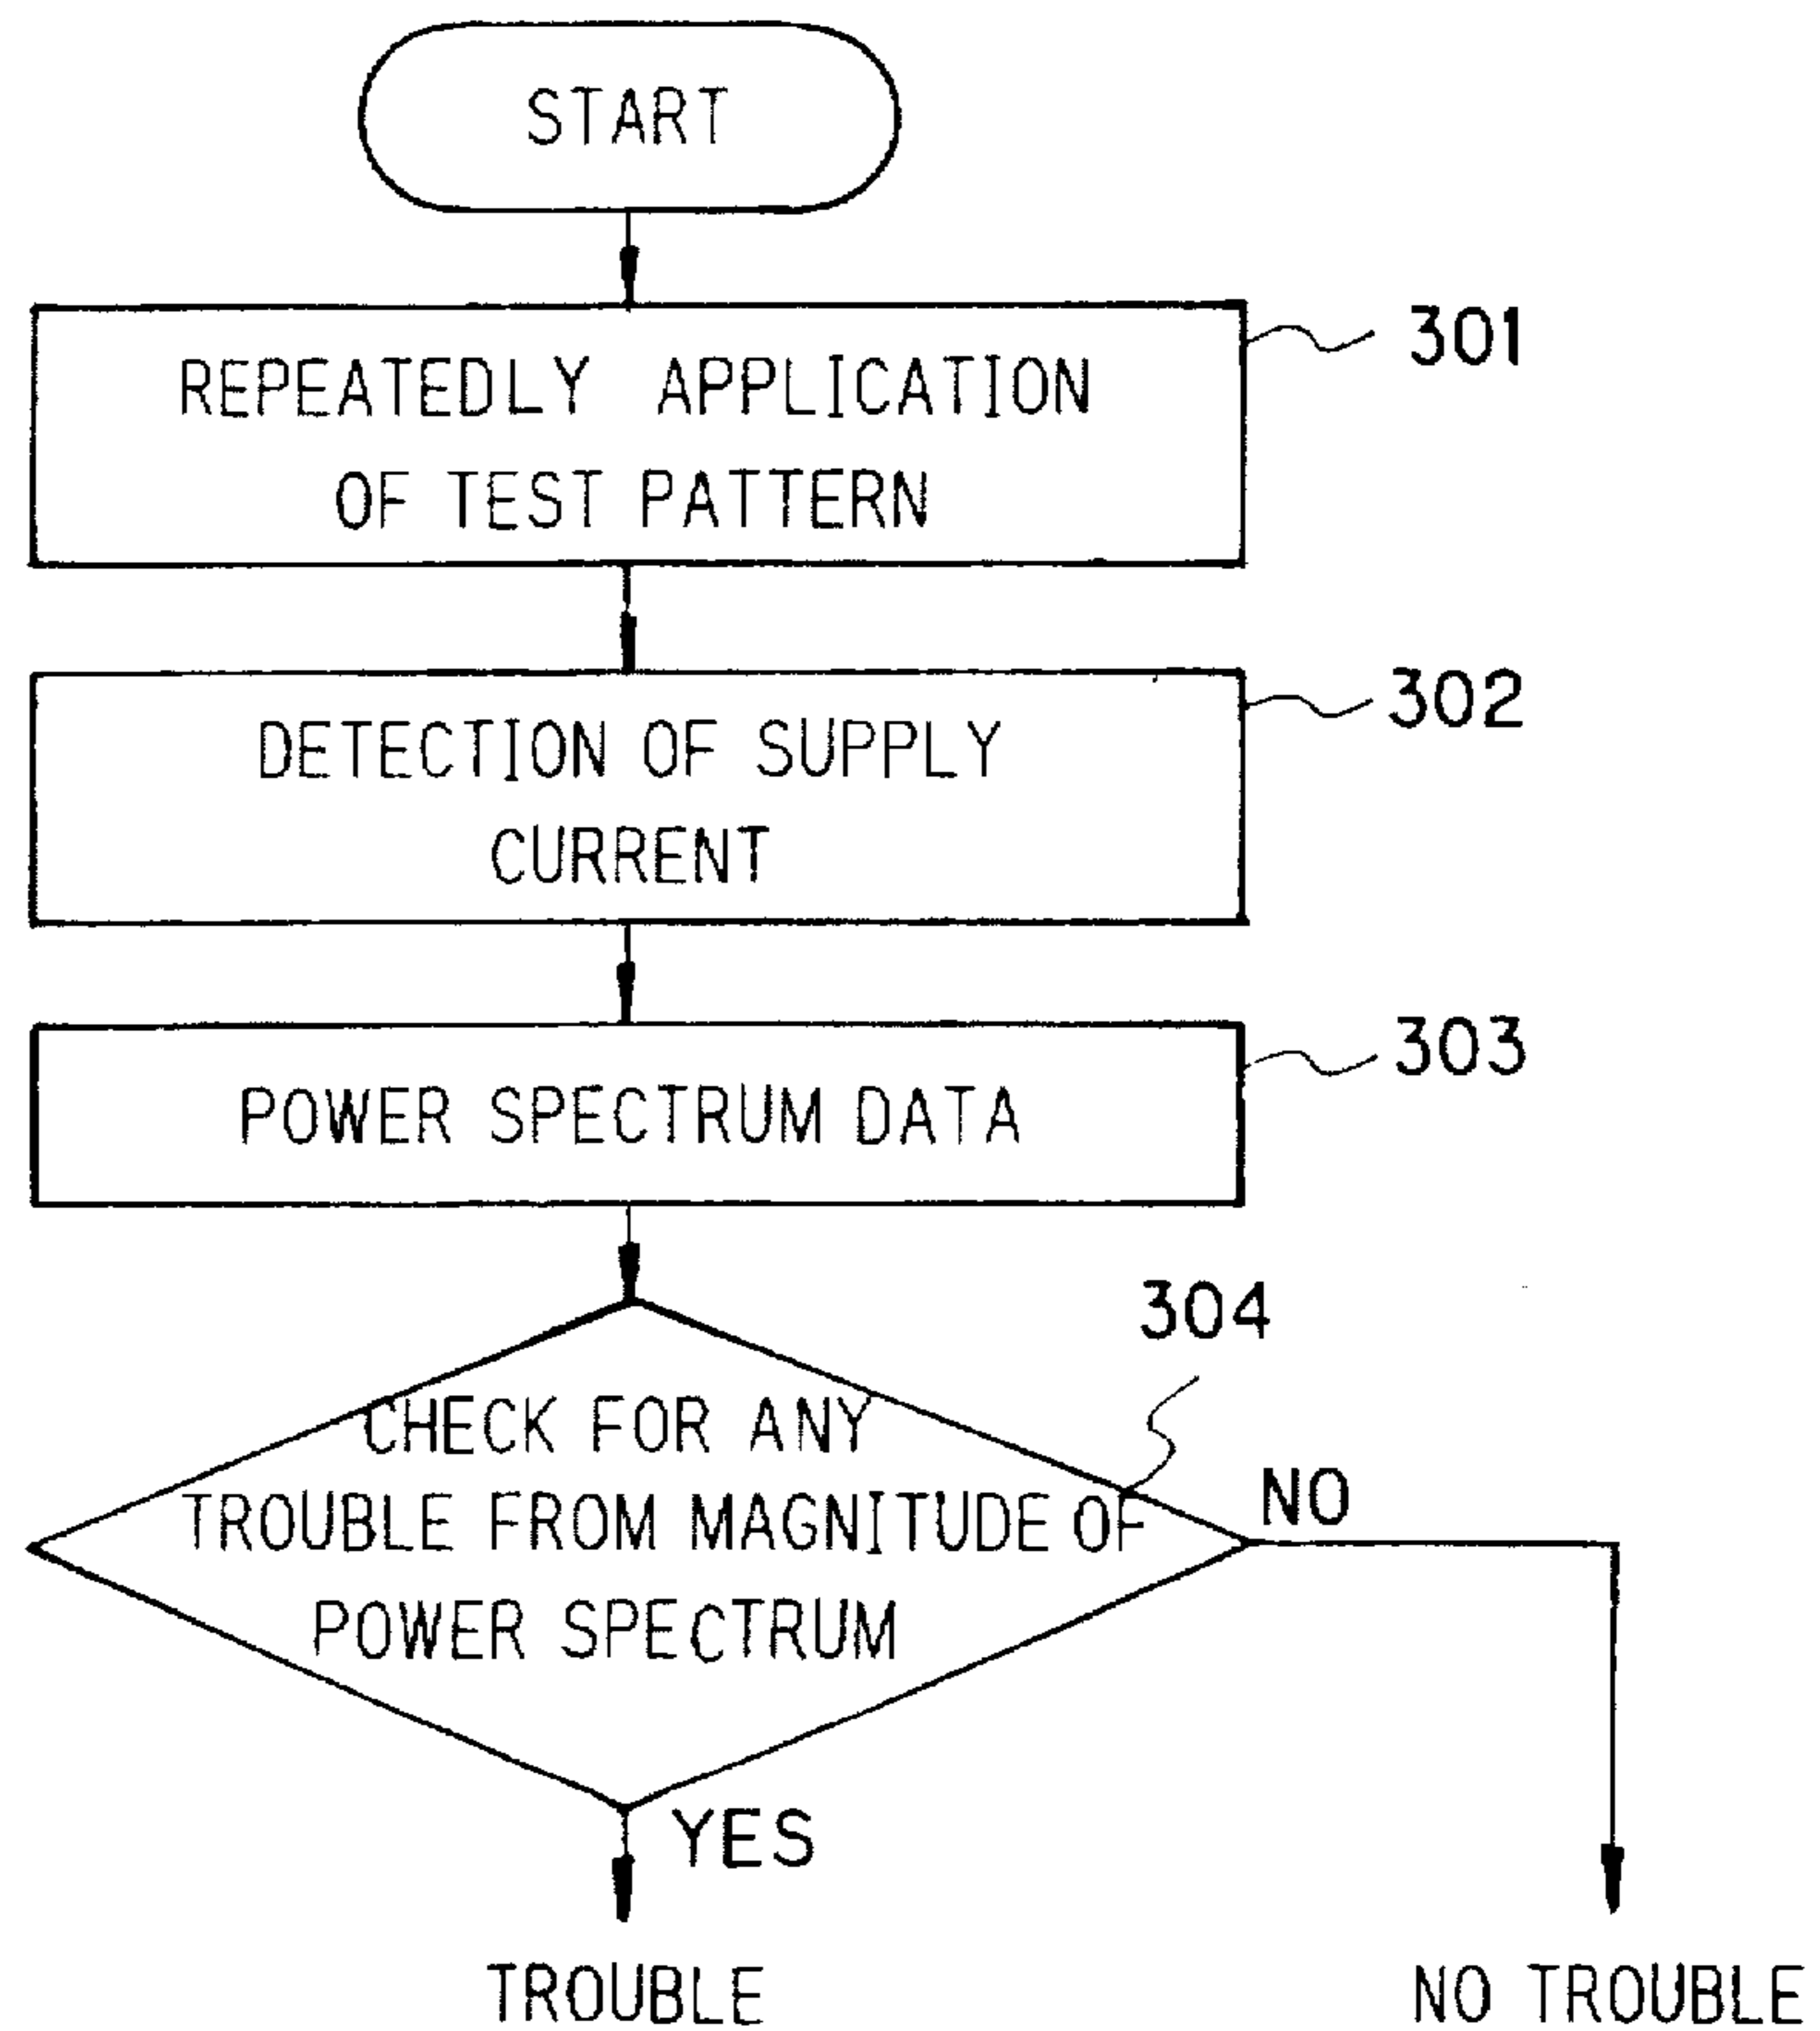 START
301
REPEATEDLY APPLICATION
OF TEST PATTERN
302
DETECTION OF SUPPLY
CURRENT
303
POWER SPECTRUM DATA
304
CHECK FOR ANY
TROUBLE FROM MAGNITUDE OF
POWER SPECTRUM
NO
YES
TROUBLE
NO TROUBLE